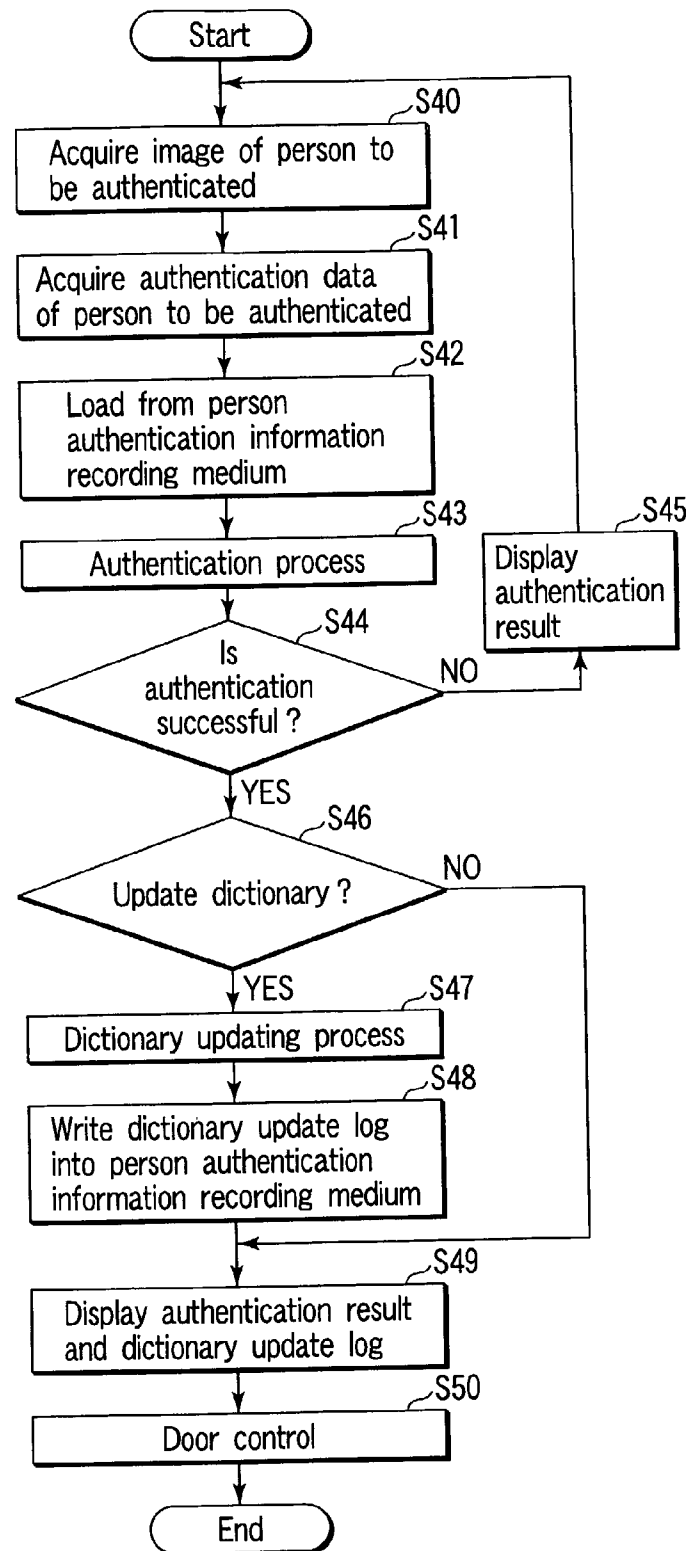 Start
S40
Acquire image of person to
be authenticated
S41
Acquire authentication data
of person to be authenticated
S42
Load from person
authentication information
recording medium
S43
Authentication process
S45
Display
authentication
result
S44
Is
authentication
successful ?
NO
YES
S46
Update dictionary ?
NO
YES
S47
Dictionary updating process
S48
Write dictionary update log
into person authentication
information recording medium
S49
Display authentication result
and dictionary update log
S50
Door control
End